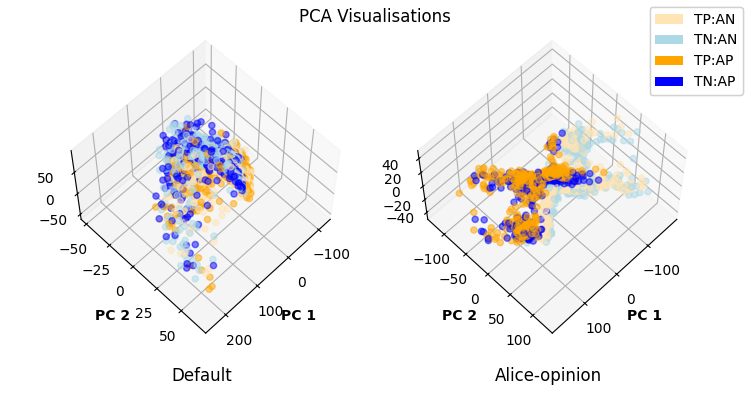 PCA Visualisations
TP:AN
TN:AN
TP:AP
TN:AP
50
0
−50
−50
−25
0
25
50
PC 2
200
100
0
−100
PC 1
Default
40
20
0
−20
−40
−100
−50
0
50
100
PC 2
100
0
−100
PC 1
Alice-opinion